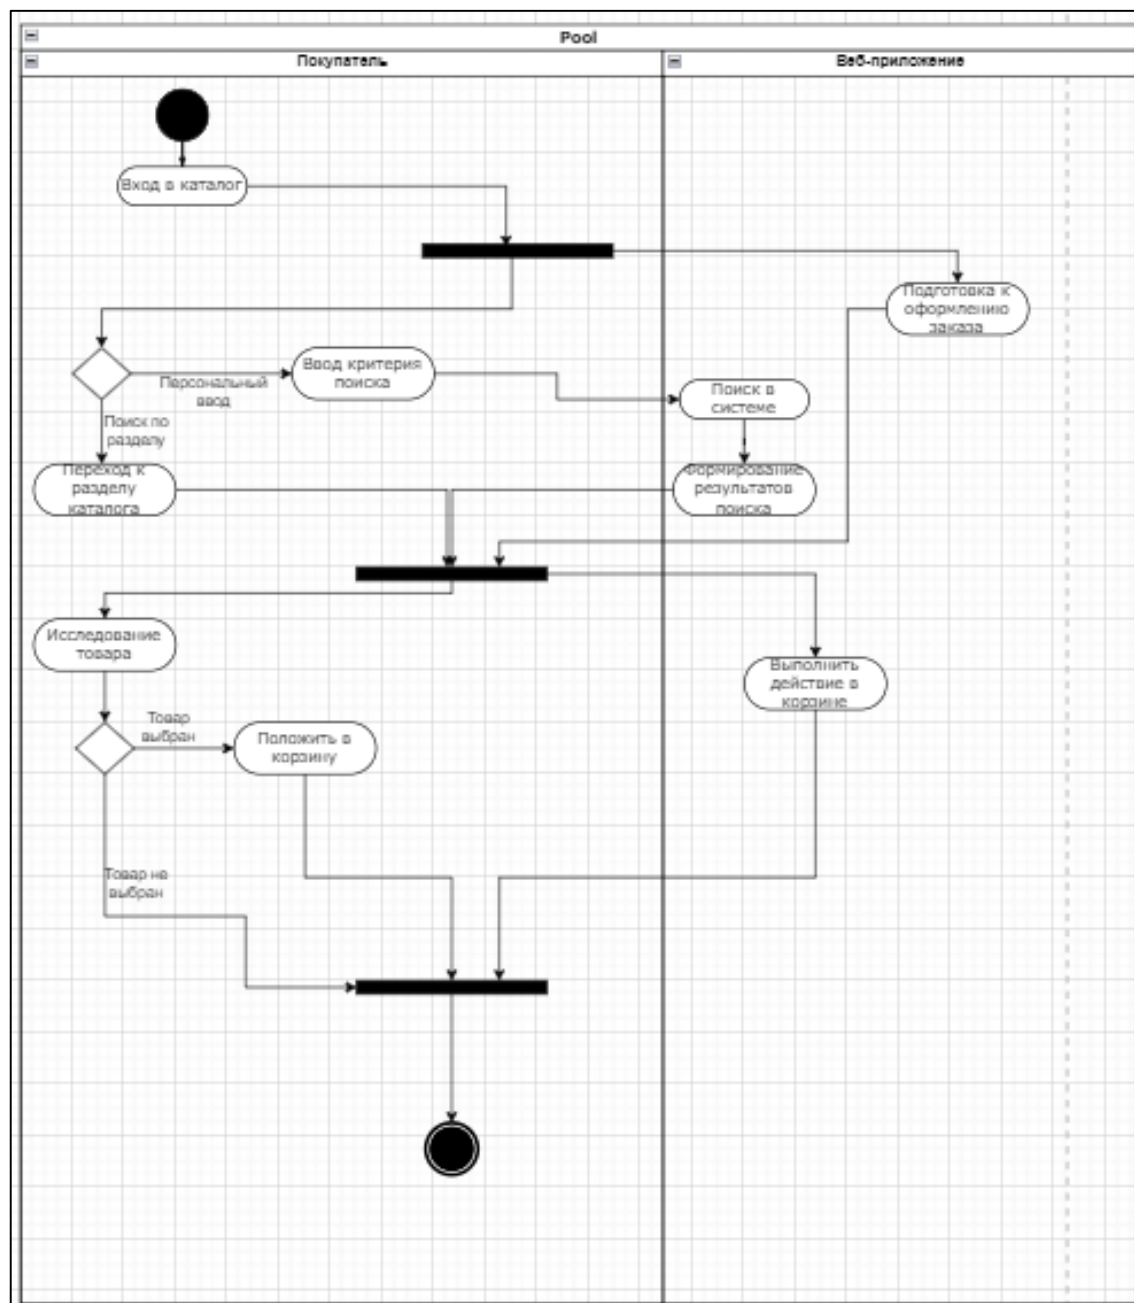 Pool
Покупатель
Веб-приложение
Вход в каталог
Подготовка к
оформлению
заказа
Ввод критерия
поиска
Персональный
ввод
Поиск в
системе
Поиск по
разделу
Переход к
разделу
каталога
Формирование
результатов
поиска
Исследование
товара
Выполнить
действие в
корзине
Товар
выбран
Положить в
корзину
Товар не
выбран